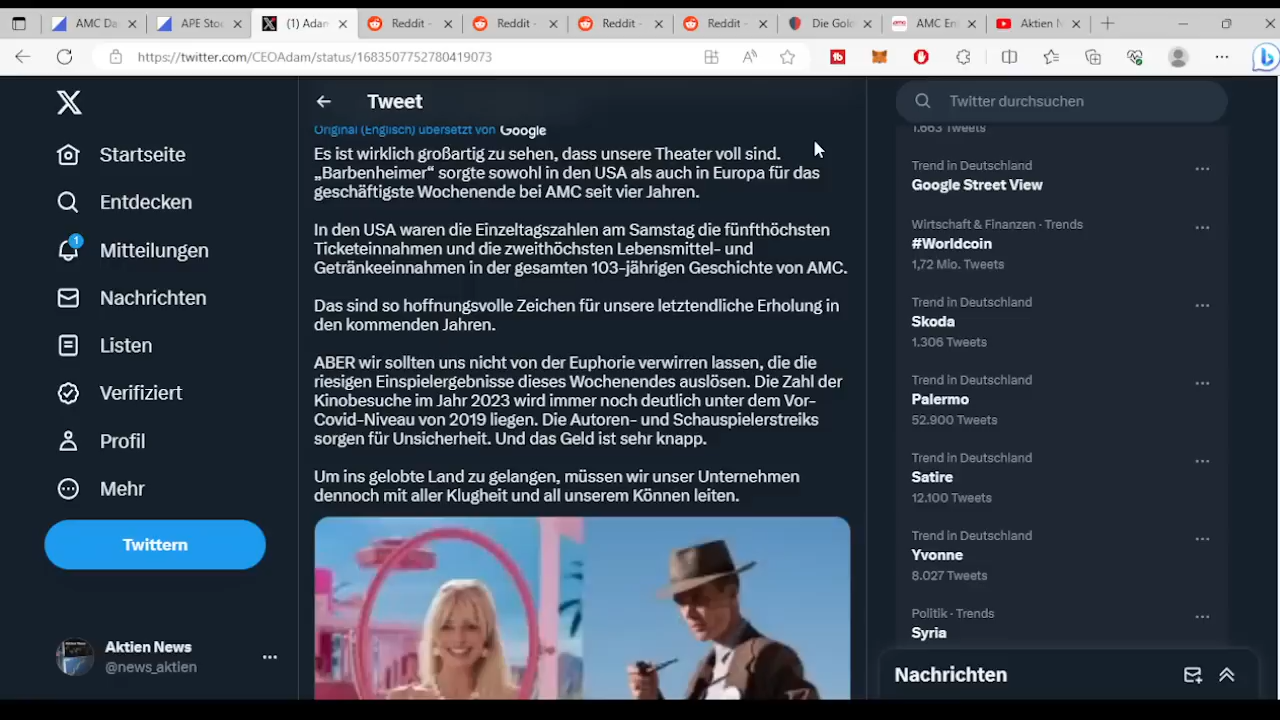 AMC Da
APE Stoc
(1) Adam
Reddit -
Reddit -
Reddit -
Reddit -
Die Gold
AMC En
Aktien N
https://twitter.com/CEOAdam/status/1683507752780419073
X
Startseite
Entdecken
1
Mitteilungen
Nachrichten
Listen
Verifiziert
Profil
Mehr
Twittern
Aktien News
@news_aktien
Tweet
Original (Englisch) übersetzt von Google
Es ist wirklich großartig zu sehen, dass unsere Theater voll sind.
„Barbenheimer“ sorgte sowohl in den USA als auch in Europa für das
geschäftigste Wochenende bei AMC seit vier Jahren.
In den USA waren die Einzeltagszahlen am Samstag die fünfthöchsten
Ticketeinnahmen und die zweithöchsten Lebensmittel- und
Getränkeeinnahmen in der gesamten 103-jährigen Geschichte von AMC.
Das sind so hoffnungsvolle Zeichen für unsere letztendliche Erholung in
den kommenden Jahren.
ABER wir sollten uns nicht von der Euphorie verwirren lassen, die die
riesigen Einspielergebnisse dieses Wochenendes auslösen. Die Zahl der
Kinobesuche im Jahr 2023 wird immer noch deutlich unter dem Vor-
Covid-Niveau von 2019 liegen. Die Autoren- und Schauspielerstreiks
sorgen für Unsicherheit. Und das Geld ist sehr knapp.
Um ins gelobte Land zu gelangen, müssen wir unser Unternehmen
dennoch mit aller Klugheit und all unserem Können leiten.
Twitter durchsuchen
1.663 Tweets
Trend in Deutschland
Google Street View
Wirtschaft & Finanzen · Trends
#Worldcoin
1,72 Mio. Tweets
Trend in Deutschland
Skoda
1.306 Tweets
Trend in Deutschland
Palermo
52.900 Tweets
Trend in Deutschland
Satire
12.100 Tweets
Trend in Deutschland
Yvonne
8.027 Tweets
Politik · Trends
Syria
Nachrichten